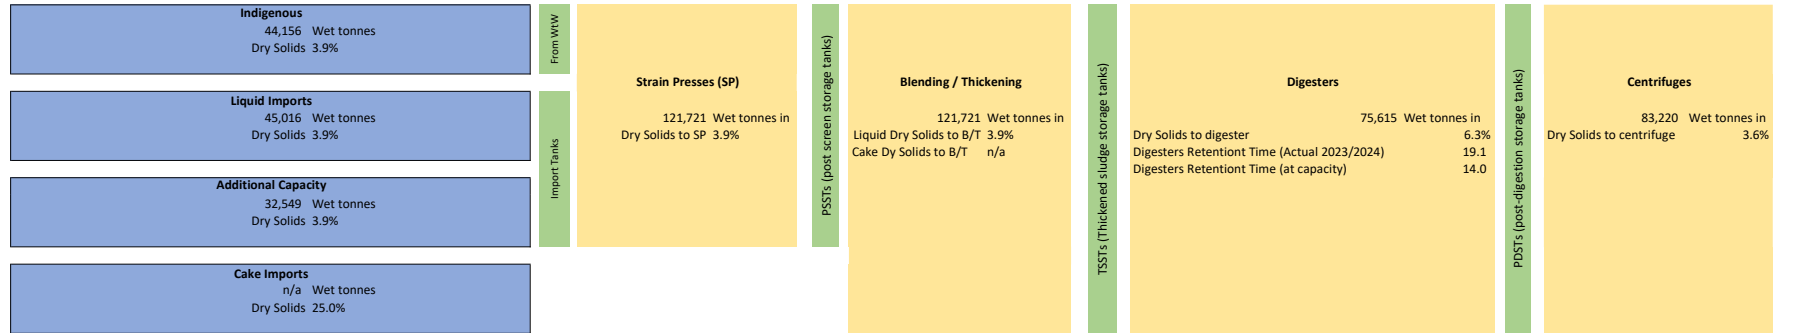 Indigenous
44,156 Wet tonnes
Dry Solids 3.9%
Liquid Imports
45,016 Wet tonnes
Dry Solids 3.9%
Additional Capacity
32,549 Wet tonnes
Dry Solids 3.9%
Cake Imports
n/a Wet tonnes
Dry Solids 25.0%
From WtW
Import Tanks
Strain Presses (SP)
121,721 Wet tonnes in
Dry Solids to SP 3.9%
PSSTs (post screen storage tanks)
Blending / Thickening
121,721 Wet tonnes in
Liquid Dry Solids to B/T 3.9%
Cake Dy Solids to B/T n/a
TSSTs (Thickened sludge storage tanks)
Digesters
75,615 Wet tonnes in
Dry Solids to digester 6.3%
Digesters Retentiont Time (Actual 2023/2024) 19.1
Digesters Retentiont Time (at capacity) 14.0
PDSTs (post-digestion storage tanks)
Centrifuges
83,220 Wet tonnes in
Dry Solids to centrifuge 3.6%